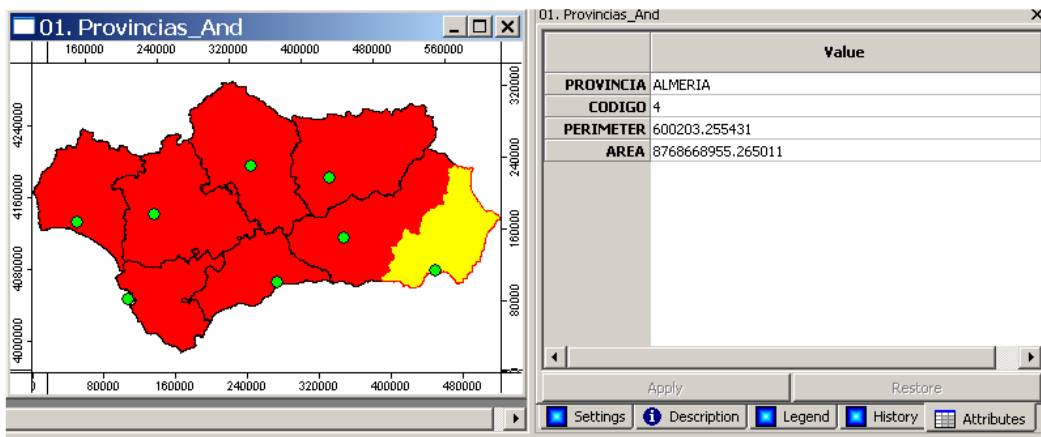 01. Provincias_And
160000 240000 320000 400000 480000 560000
4240000
4160000
4080000
4000000
320000
240000
160000
80000
0 80000 160000 240000 320000 400000 480000
01. Provincias_And
Value
PROVINCIA ALMERIA
CODIGO 4
PERIMETER 600203.255431
AREA 8768668955.265011
Apply Restore
Settings Description Legend History Attributes